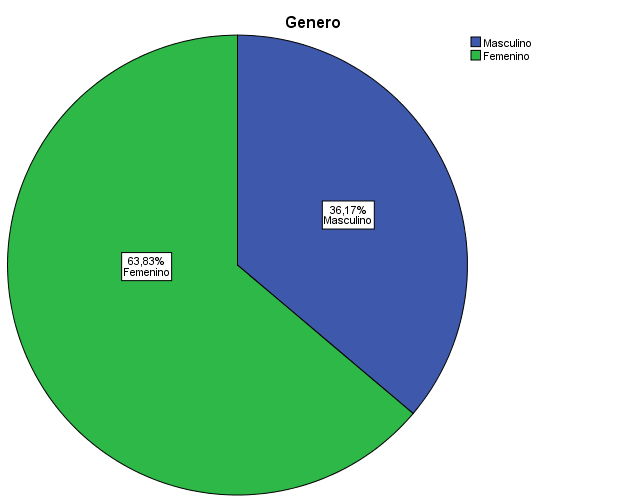 Genero
Masculino
Femenino
36,17%
Masculino
63,83%
Femenino